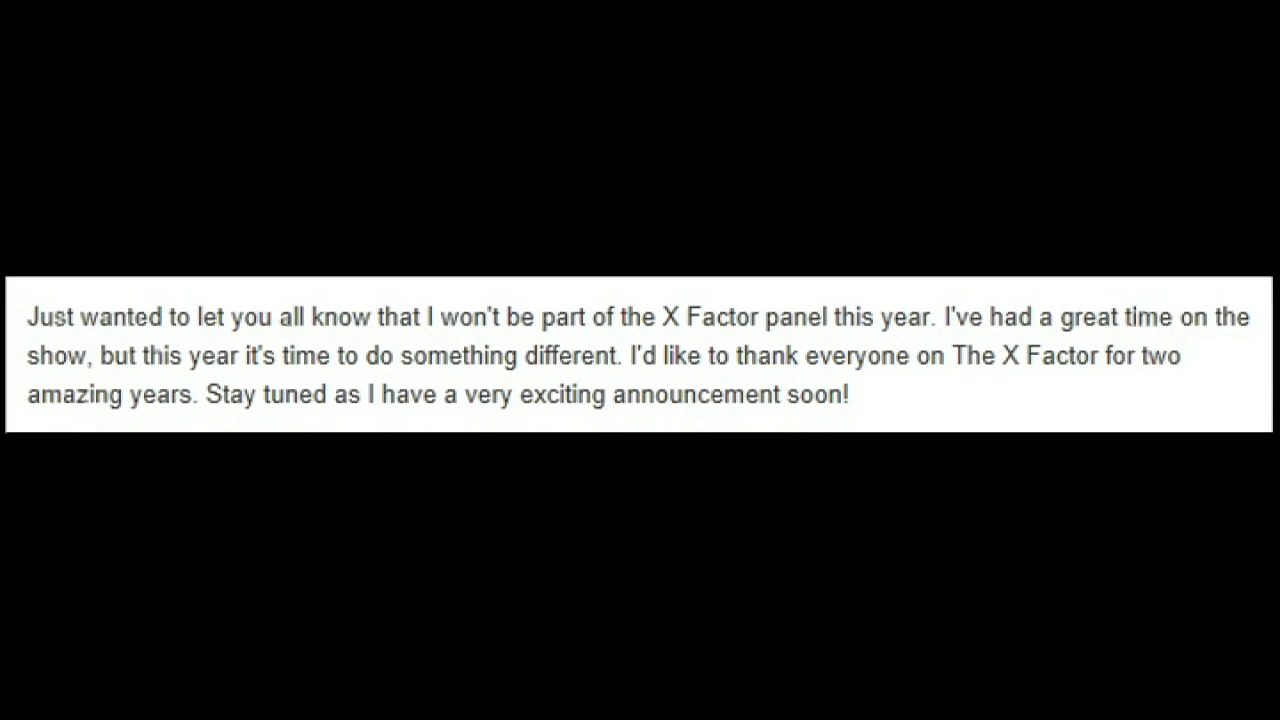 Just wanted to let you all know that I won't be part of the X Factor panel this year. I've had a great time on the
show, but this year it's time to do something different. I'd like to thank everyone on The X Factor for two
amazing years. Stay tuned as I have a very exciting announcement soon!